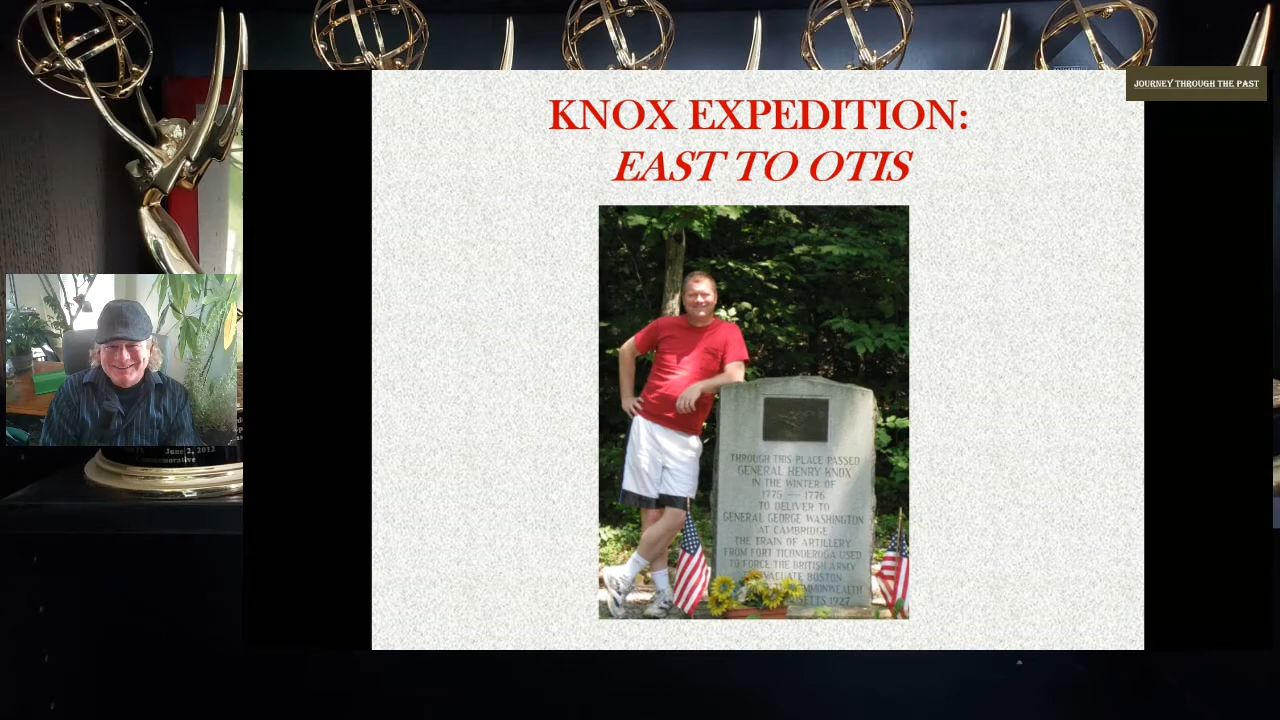 JOURNEY THROUGH THE PAST
KNOX EXPEDITION:
EAST TO OTIS
THROUGH THIS PLACE PASSED
GENERAL HENRY KNOX
IN THE WINTER OF
1775 — 1776
TO DELIVER TO
GENERAL GEORGE WASHINGTON
AT CAMBRIDGE
THE TRAIN OF ARTILLERY
FROM FORT TICONDEROGA USED
TO FORCE THE BRITISH ARMY
BOSTON
1927
June 2, 2012
Commemorative